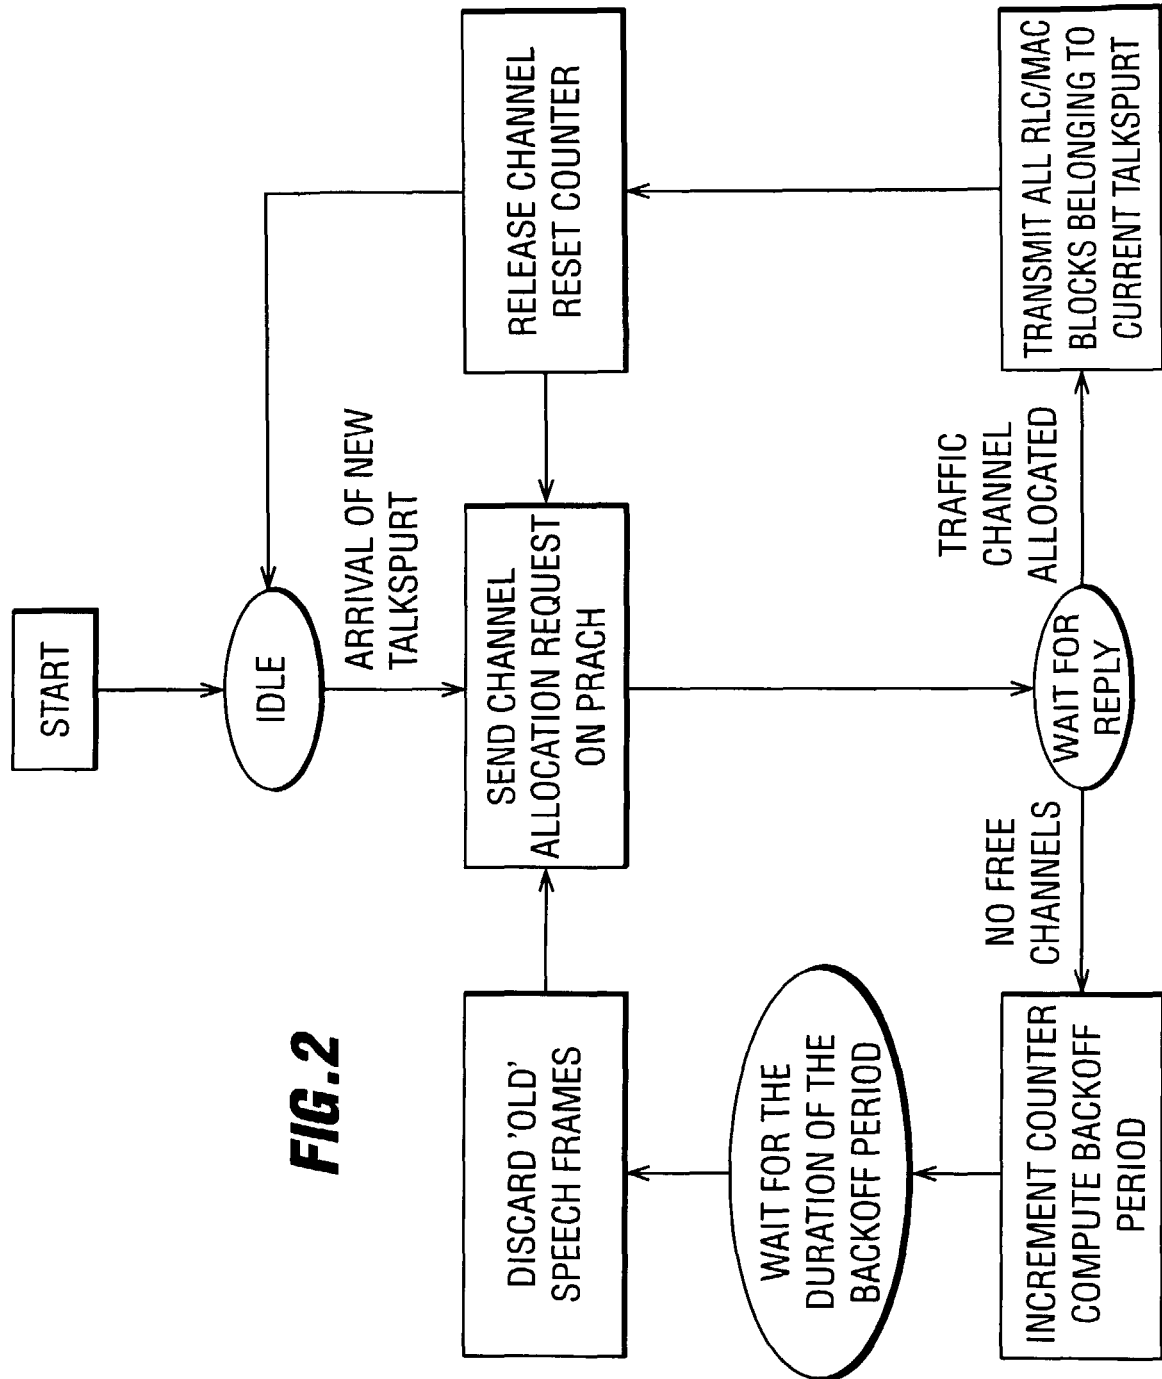 START
IDLE
ARRIVAL OF NEW
TALKSPURT
RELEASE CHANNEL
RESET COUNTER
SEND CHANNEL
ALLOCATION REQUEST
ON PRACH
DISCARD 'OLD'
SPEECH FRAMES
WAIT FOR THE
DURATION OF THE
BACKOFF PERIOD
INCREMENT COUNTER
COMPUTE BACKOFF
PERIOD
NO FREE
CHANNELS
WAIT FOR
REPLY
TRAFFIC
CHANNEL
ALLOCATED
TRANSMIT ALL RLC/MAC
BLOCKS BELONGING TO
CURRENT TALKSPURT
FIG.2